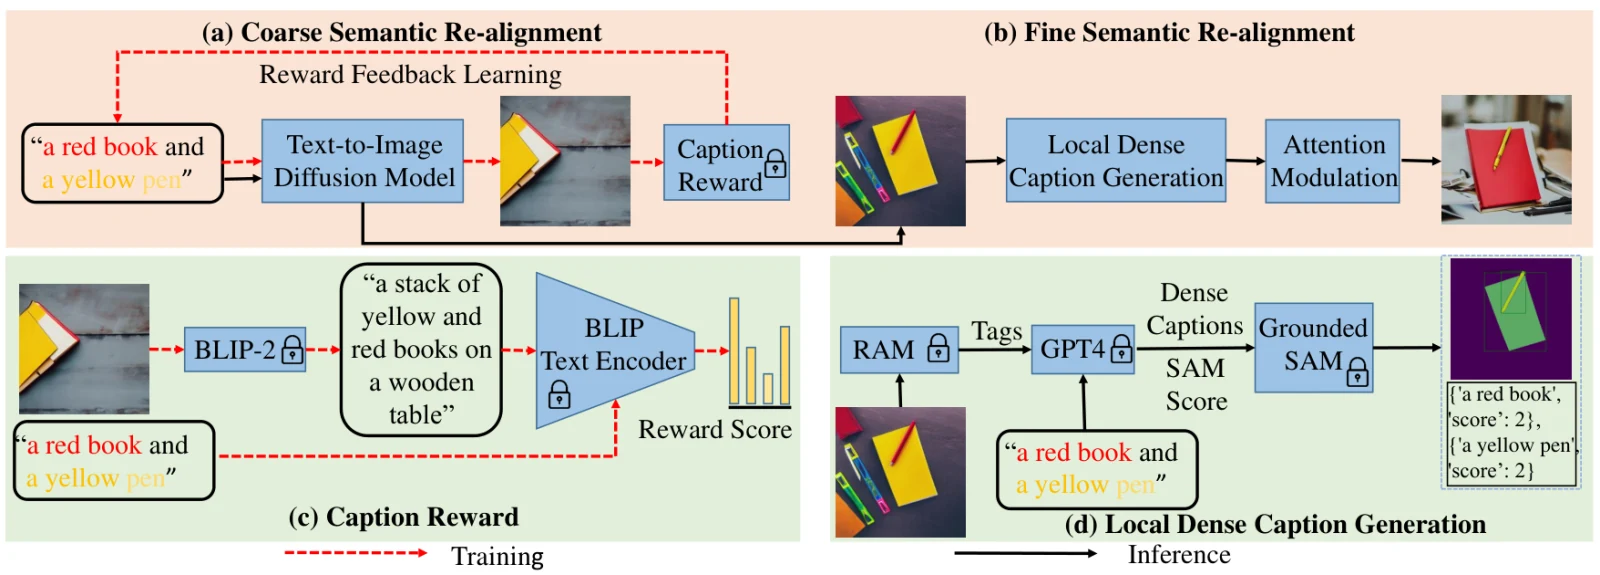 (a) Coarse Semantic Re-alignment
Reward Feedback Learning
“a red book and
a yellow pen”
Text-to-Image
Diffusion Model
Caption
Reward
(b) Fine Semantic Re-alignment
Local Dense
Caption Generation
Attention
Modulation
BLIP-2
“a stack of
yellow and
red books on
a wooden
table”
BLIP
Text Encoder
Reward Score
“a red book and
a yellow pen”
(c) Caption Reward
RAM
Tags
GPT4
Dense
Captions
SAM
Score
Grounded
SAM
{'a red book',
'score’: 2},
{'a yellow pen',
'score’: 2}
“a red book and
a yellow pen”
(d) Local Dense Caption Generation
Training
Inference